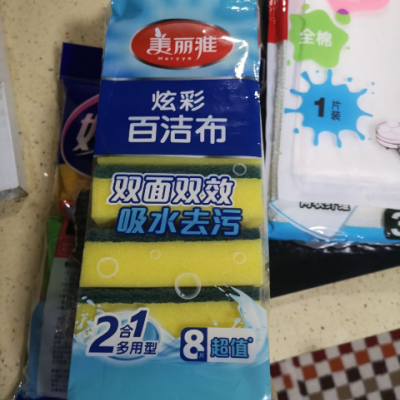 美丽雅
Maryya
炫彩
百洁布
双面双效
吸水去污
2合1
多用型
8片超值
全棉
1片装